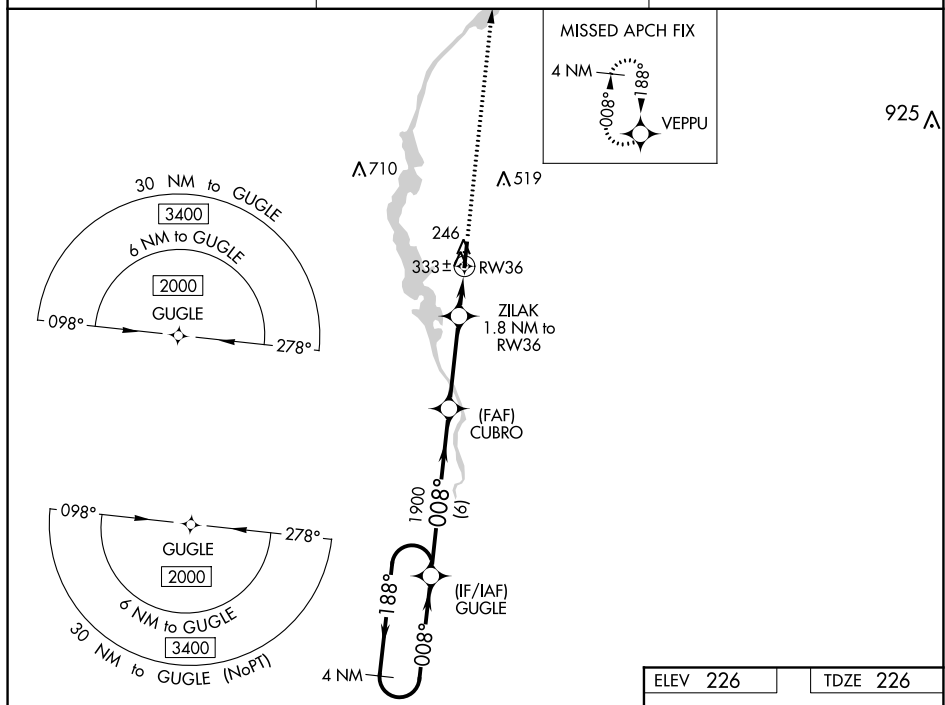 MISSED APCH FIX
4 NM
008°
188°
VEPPU
925
710
519
30 NM to GUGLE
3400
6 NM to GUGLE
2000
GUGLE
098°
278°
246
333±
RW36
ZILAK
1.8 NM to
RW36
(FAF)
CUBRO
1900
008°
(6)
098°
278°
GUGLE
2000
6 NM to GUGLE
3400
30 NM to GUGLE (NoPT)
(IF/IAF)
GUGLE
188°
008°
4 NM
ELEV 226
TDZE 226